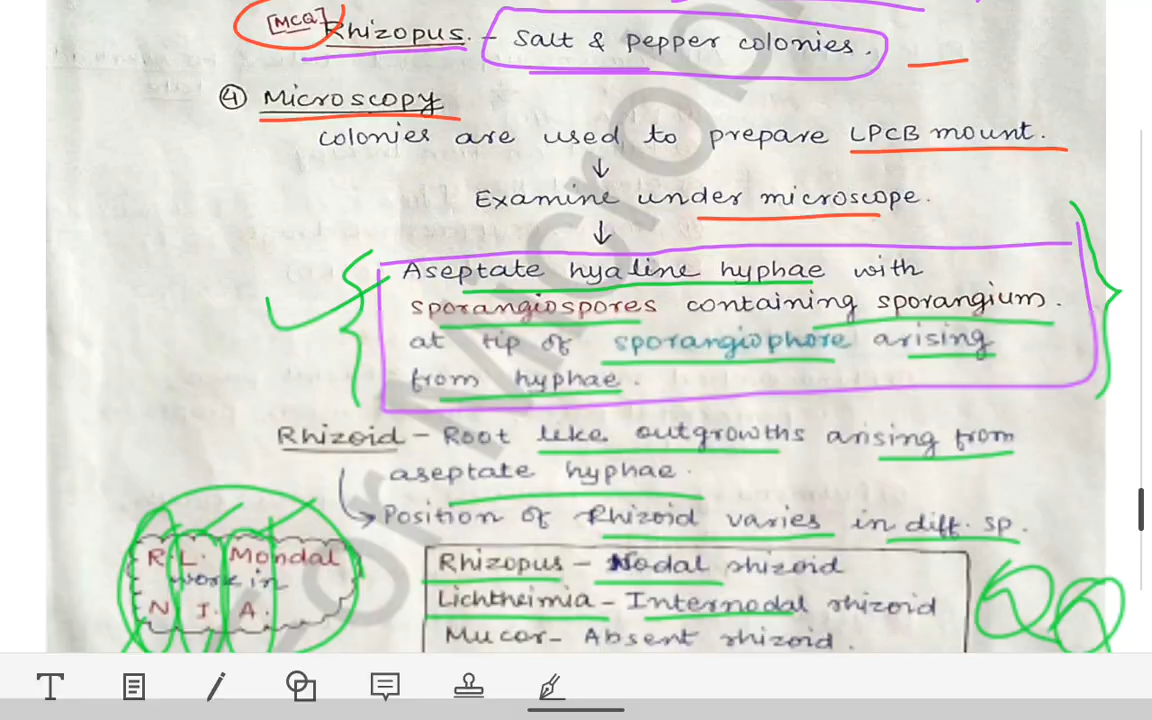 [MCQ] Rhizopus. - Salt & pepper colonies.
④ Microscopy
colonies are used to prepare LPCB mount.
↓
Examine under microscope.
↓
Aseptate hyaline hyphae with
sporangiospores containing sporangium.
at tip of sporangiophore arising
from hyphae.
Rhizoid - Root like outgrowths arising from
aseptate hyphae.
→ Position of Rhizoid varies in diff. sp.
R L. Mondal
work in
N I. A.
Rhizopus - Nodal rhizoid
Lichtheimia - Internodal rhizoid
Mucor - Absent rhizoid.
For Microbi
T